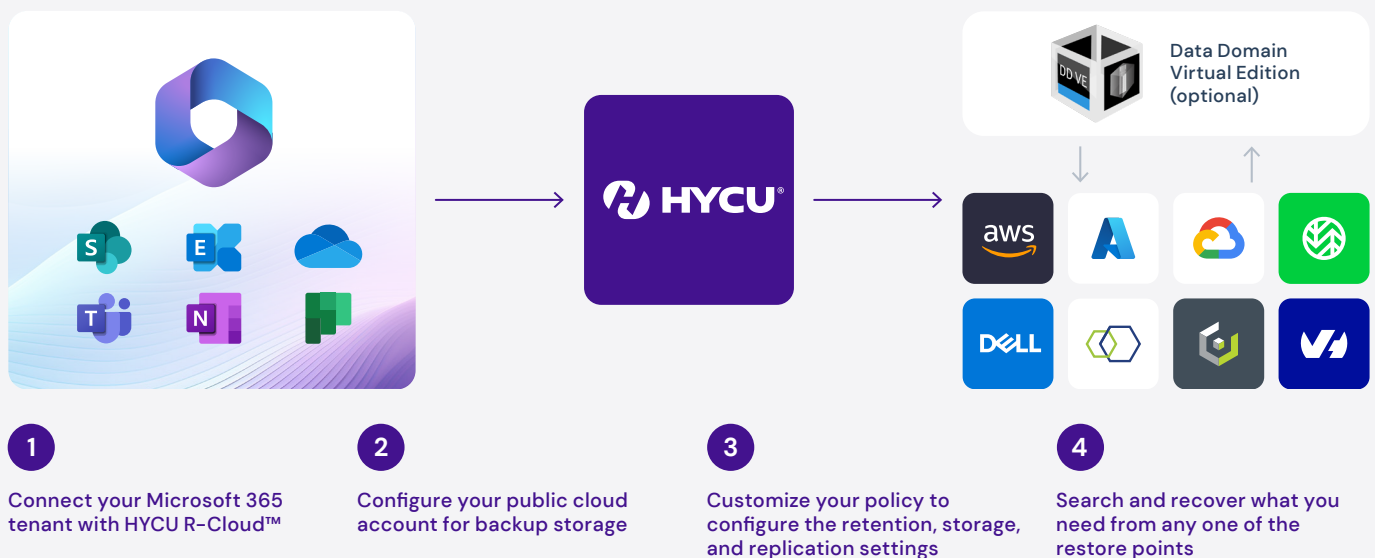 DD VE
Data Domain
Virtual Edition
(optional)
HYCU®
aws
S
E
T
N
DELL
1
2
3
4
Connect your Microsoft 365
tenant with HYCU R-Cloud™
Configure your public cloud
account for backup storage
Customize your policy to
configure the retention, storage,
and replication settings
Search and recover what you
need from any one of the
restore points